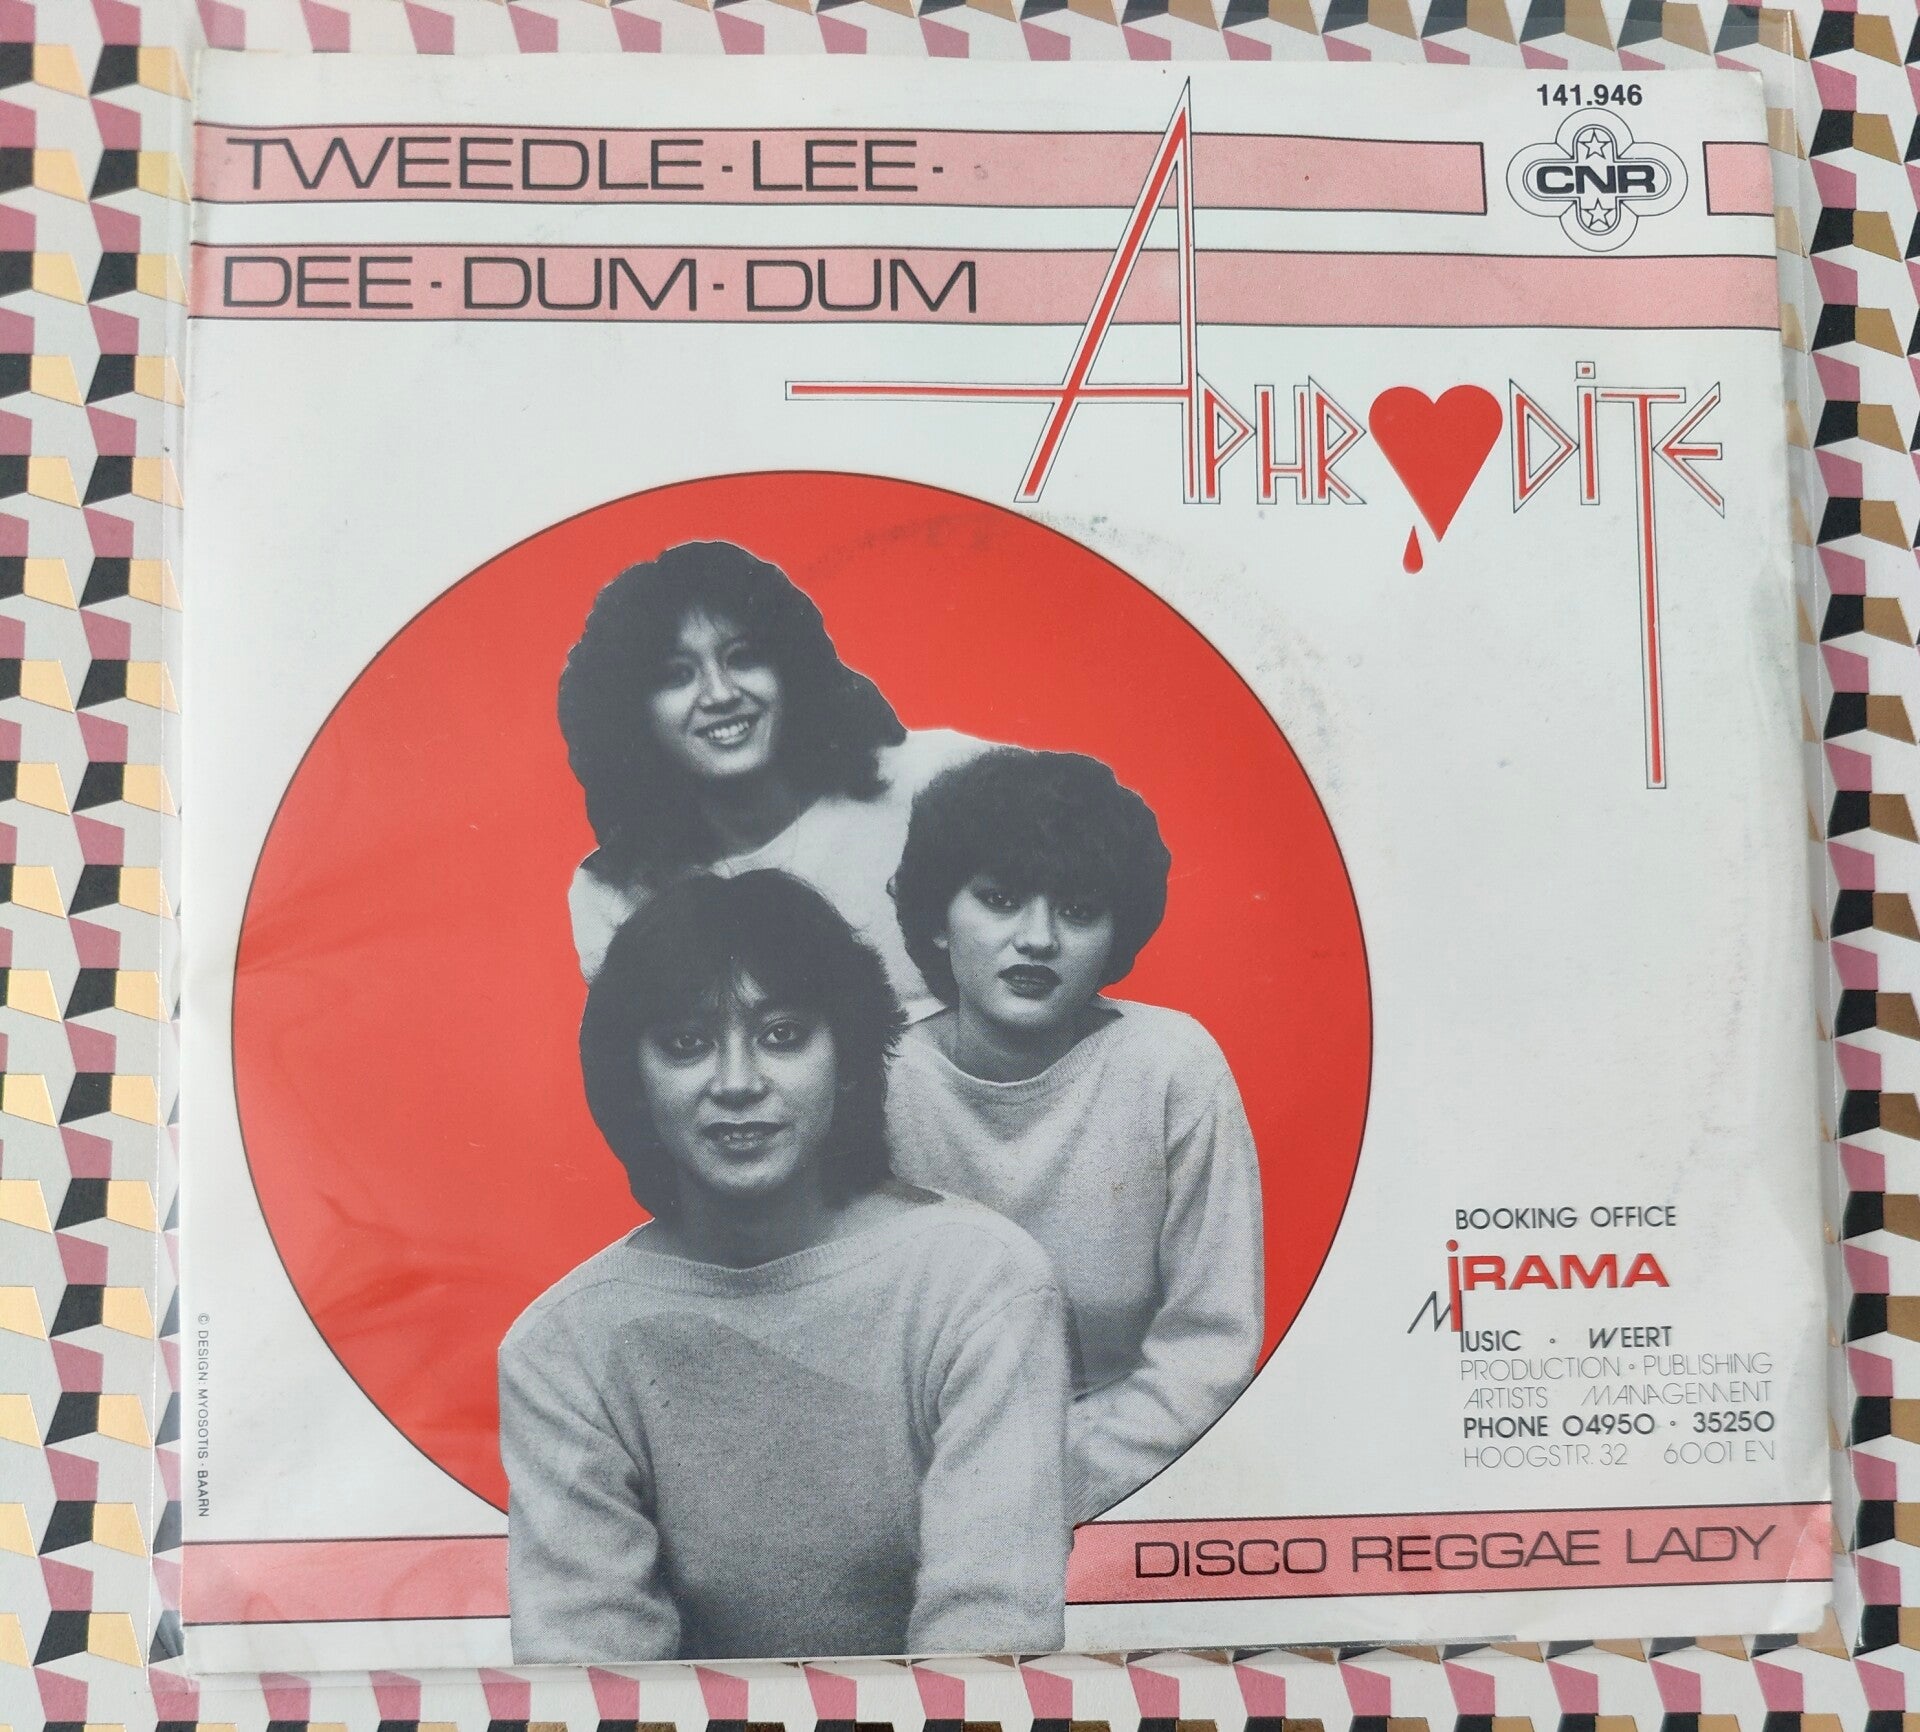 141.946
CNR
TWEEDLE·LEE·
DEE·DUM·DUM
APHRODiTE
BOOKING OFFICE
iRAMA
MUSIC · WEERT
PRODUCTION · PUBLISHING
ARTISTS MANAGEMENT
PHONE 04950 · 35250
HOOGSTR. 32 6001 EV
© DESIGN MYOSOTIS · BAARN
DISCO REGGAE LADY